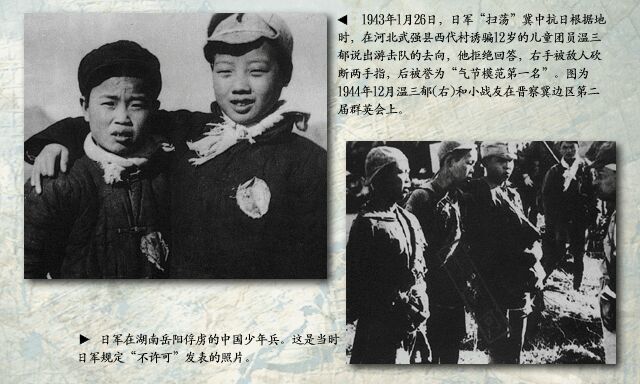 ◀ 1943年1月26日，日军“扫荡”冀中抗日根据地
时，在河北武强县西代村诱骗12岁的儿童团员温三
郁说出游击队的去向，他拒绝回答，右手被敌人砍
断两手指，后被誉为“气节模范第一名”。图为
1944年12月温三郁(右)和小战友在晋察冀边区第二
届群英会上。
▶ 日军在湖南岳阳俘虏的中国少年兵。这是当时
日军规定“不许可”发表的照片。